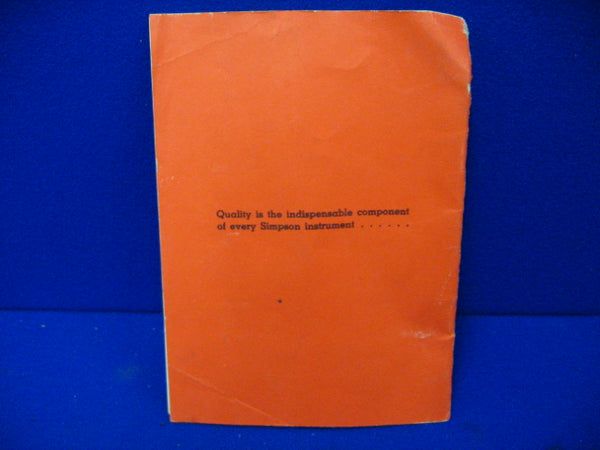 Quality is the indispensable component
of every Simpson instrument . . . . . .